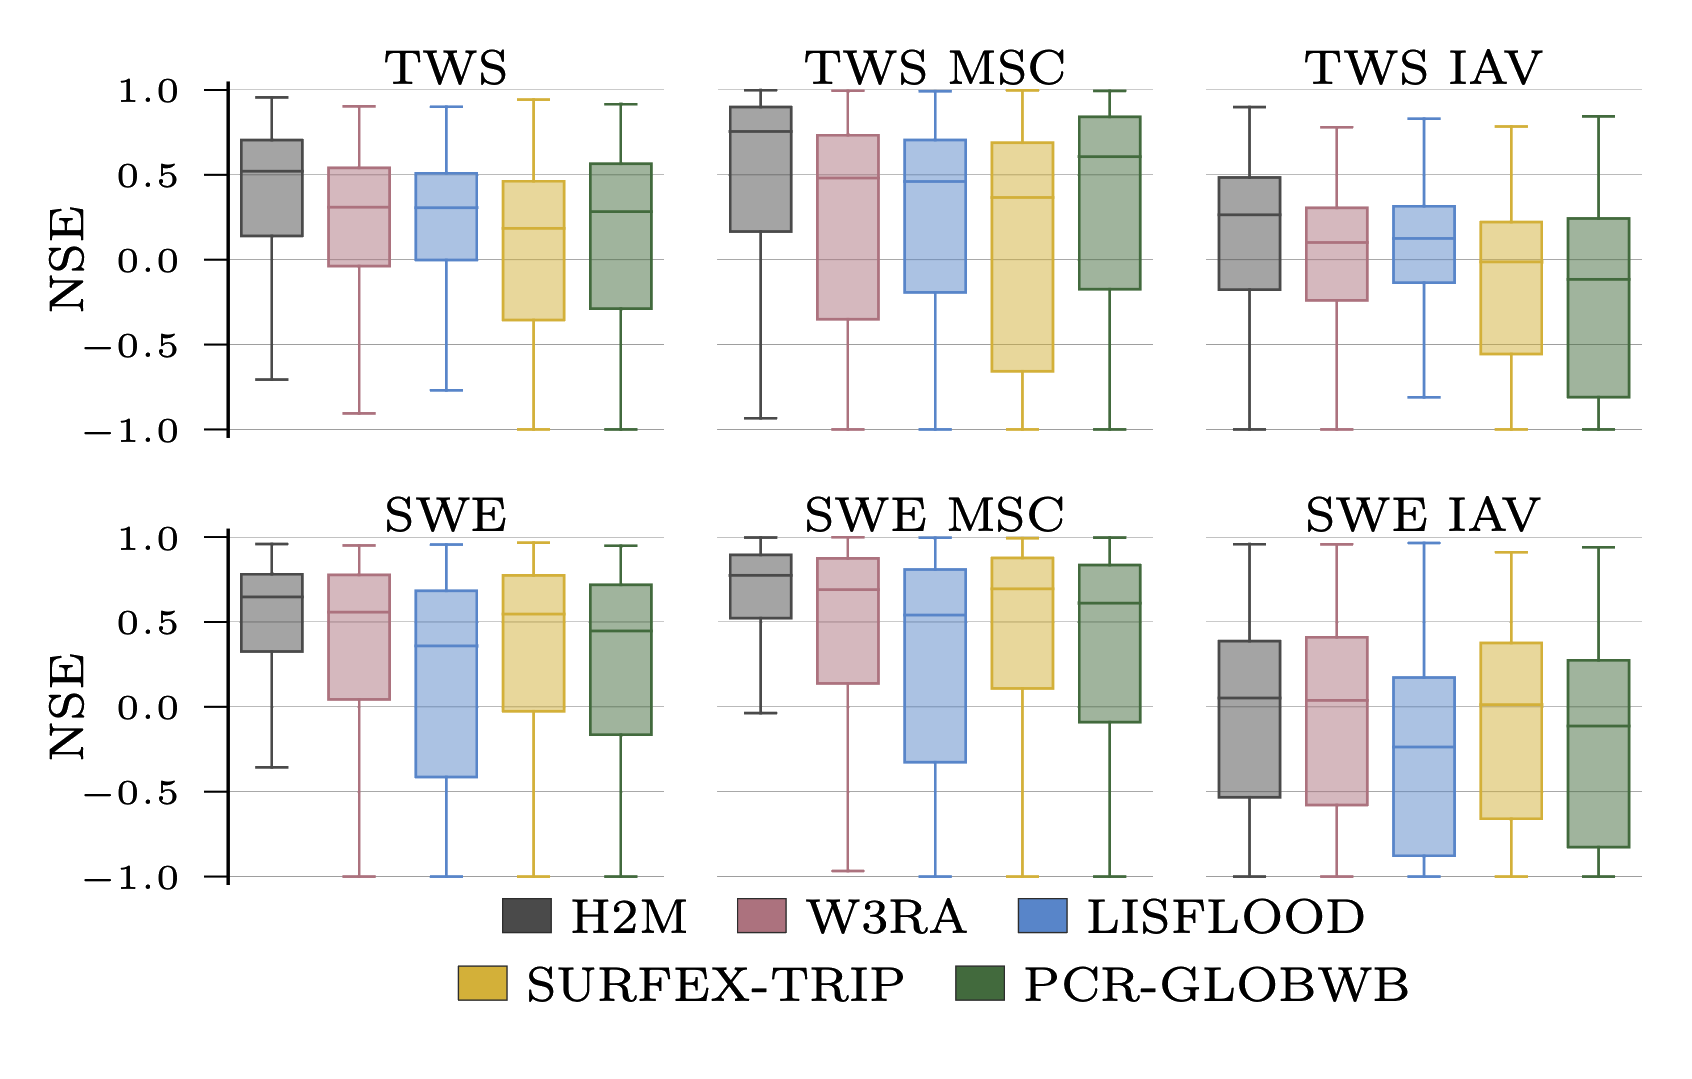 TWS
TWS MSC
TWS IAV
NSE
1.0
0.5
0.0
−0.5
−1.0
SWE
SWE MSC
SWE IAV
NSE
1.0
0.5
0.0
−0.5
−1.0
H2M
W3RA
LISFLOOD
SURFEX-TRIP
PCR-GLOBWB